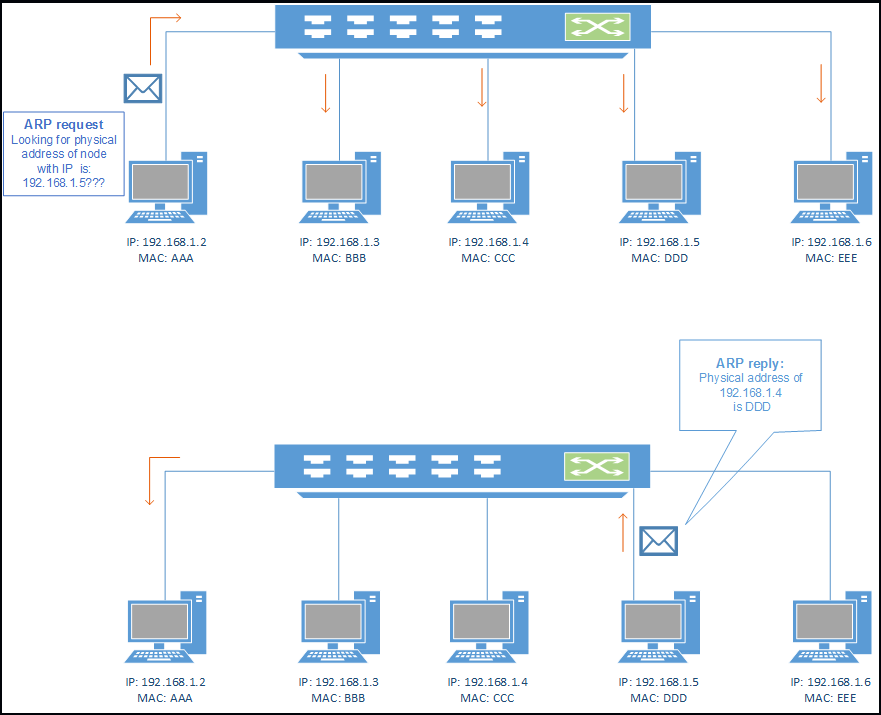 ARP request
Looking for physical
address of node
with IP is:
192.168.1.5???
IP: 192.168.1.2
MAC: AAA
IP: 192.168.1.3
MAC: BBB
IP: 192.168.1.4
MAC: CCC
IP: 192.168.1.5
MAC: DDD
IP: 192.168.1.6
MAC: EEE
ARP reply:
Physical address of
192.168.1.4
is DDD
IP: 192.168.1.2
MAC: AAA
IP: 192.168.1.3
MAC: BBB
IP: 192.168.1.4
MAC: CCC
IP: 192.168.1.5
MAC: DDD
IP: 192.168.1.6
MAC: EEE